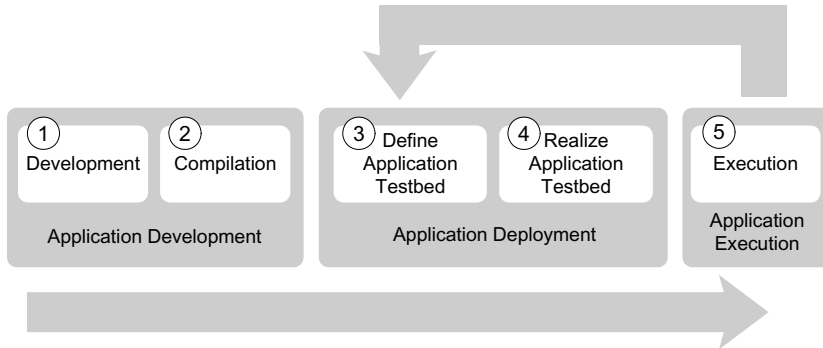 1
Development
2
Compilation
Application Development
3
Define
Application
Testbed
4
Realize
Application
Testbed
Application Deployment
5
Execution
Application
Execution